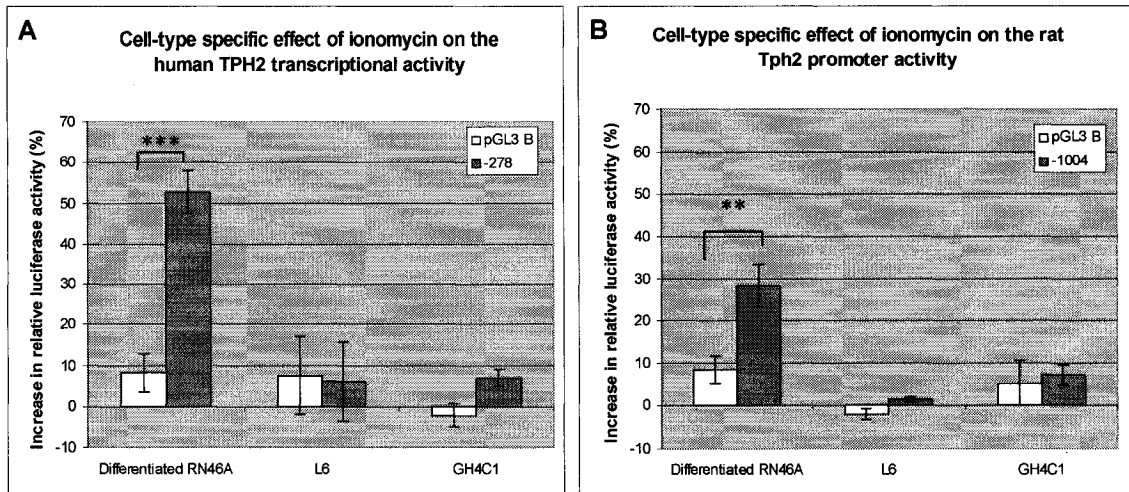 A
Cell-type specific effect of ionomycin on the
human TPH2 transcriptional activity
Increase in relative luciferase activity (%)
70
60
50
40
30
20
10
0
-10
***
pGL3 B
-278
Differentiated RN46A
L6
GH4C1
B
Cell-type specific effect of ionomycin on the rat
Tph2 promoter activity
Increase in relative luciferase activity (%)
70
60
50
40
30
20
10
0
-10
**
pGL3 B
-1004
Differentiated RN46A
L6
GH4C1